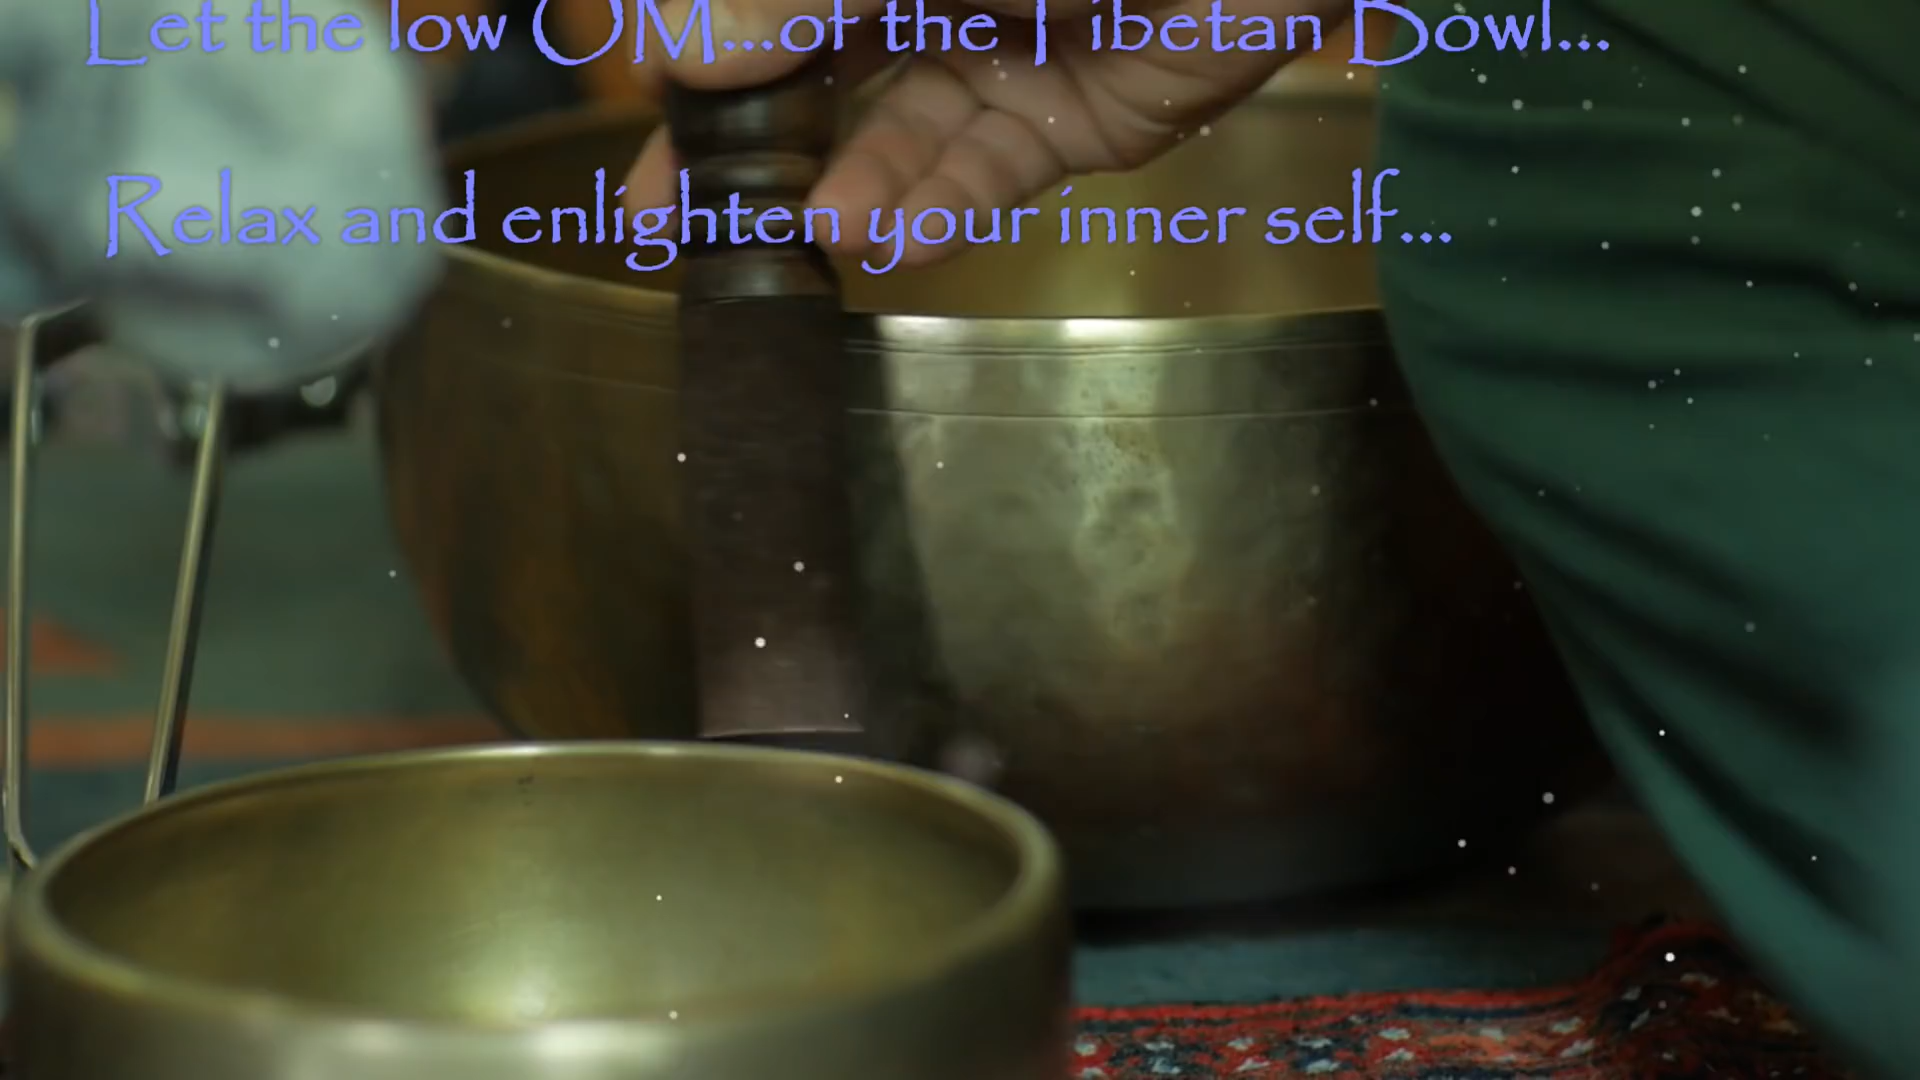 Let the low OM...of the Tibetan Bowl...
Relax and enlighten your inner self...